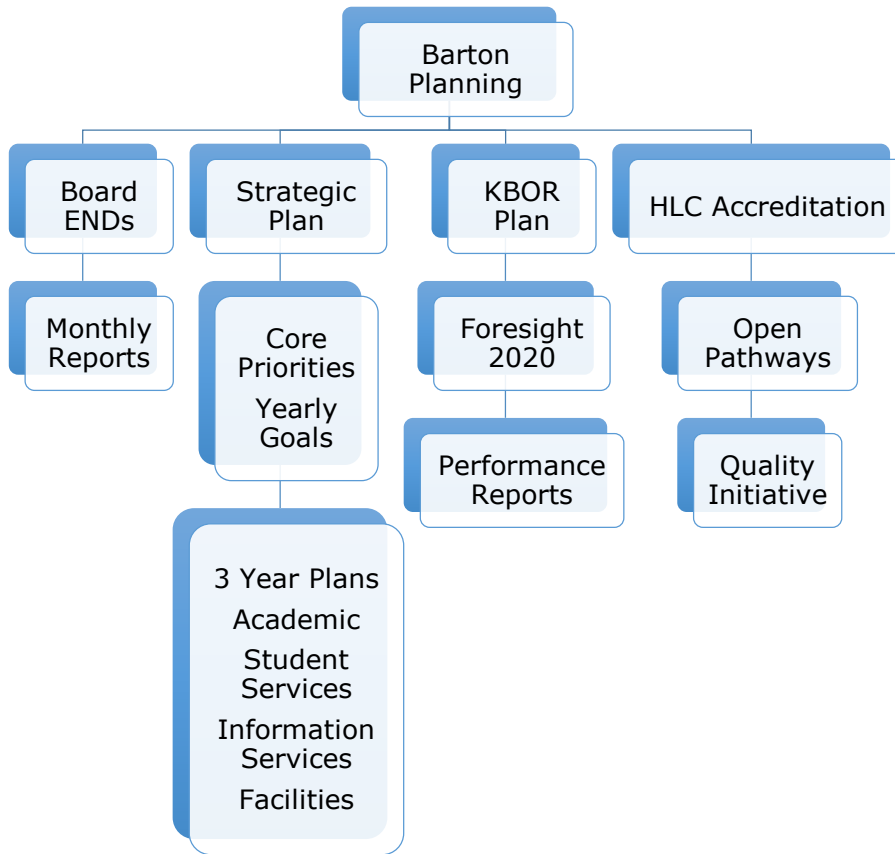 Barton
Planning
Board
ENDs
Strategic
Plan
KBOR
Plan
HLC Accreditation
Monthly
Reports
Core
Priorities
Yearly
Goals
Foresight
2020
Open
Pathways
Performance
Reports
Quality
Initiative
3 Year Plans
Academic
Student
Services
Information
Services
Facilities